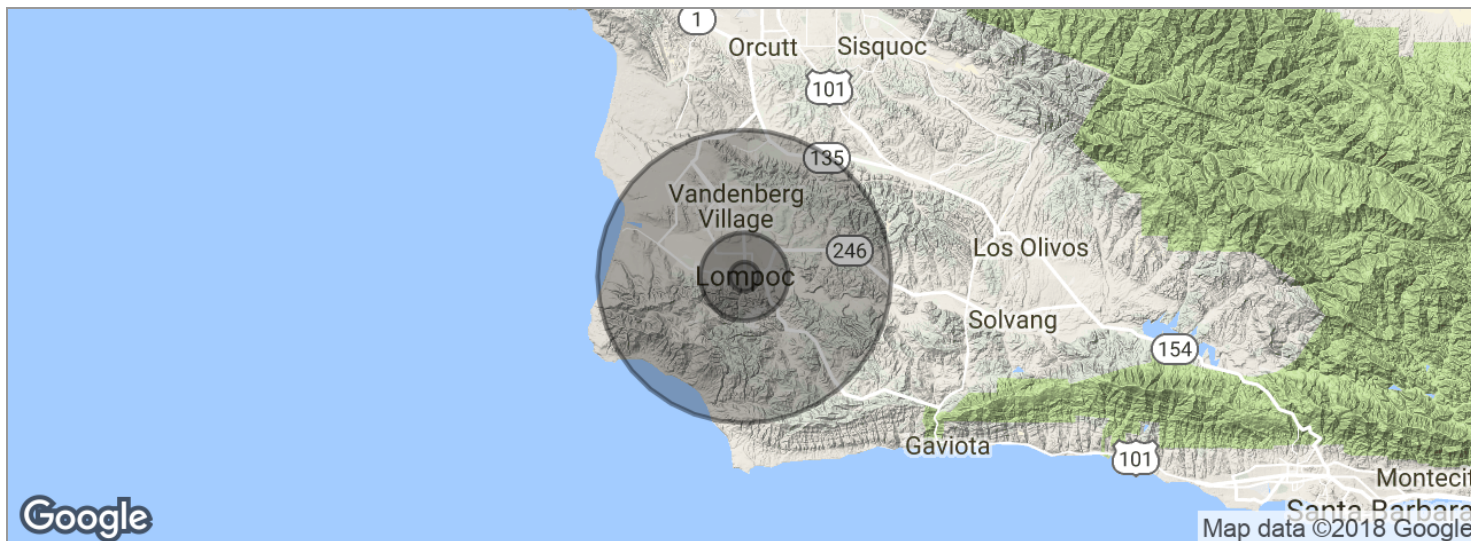 1
Orcutt
Sisquoc
101
135
Vandenberg
Village
246
Los Olivos
Lompoc
Solvang
154
Gaviota
101
Montecit
Santa Barbara
Google
Map data ©2018 Google